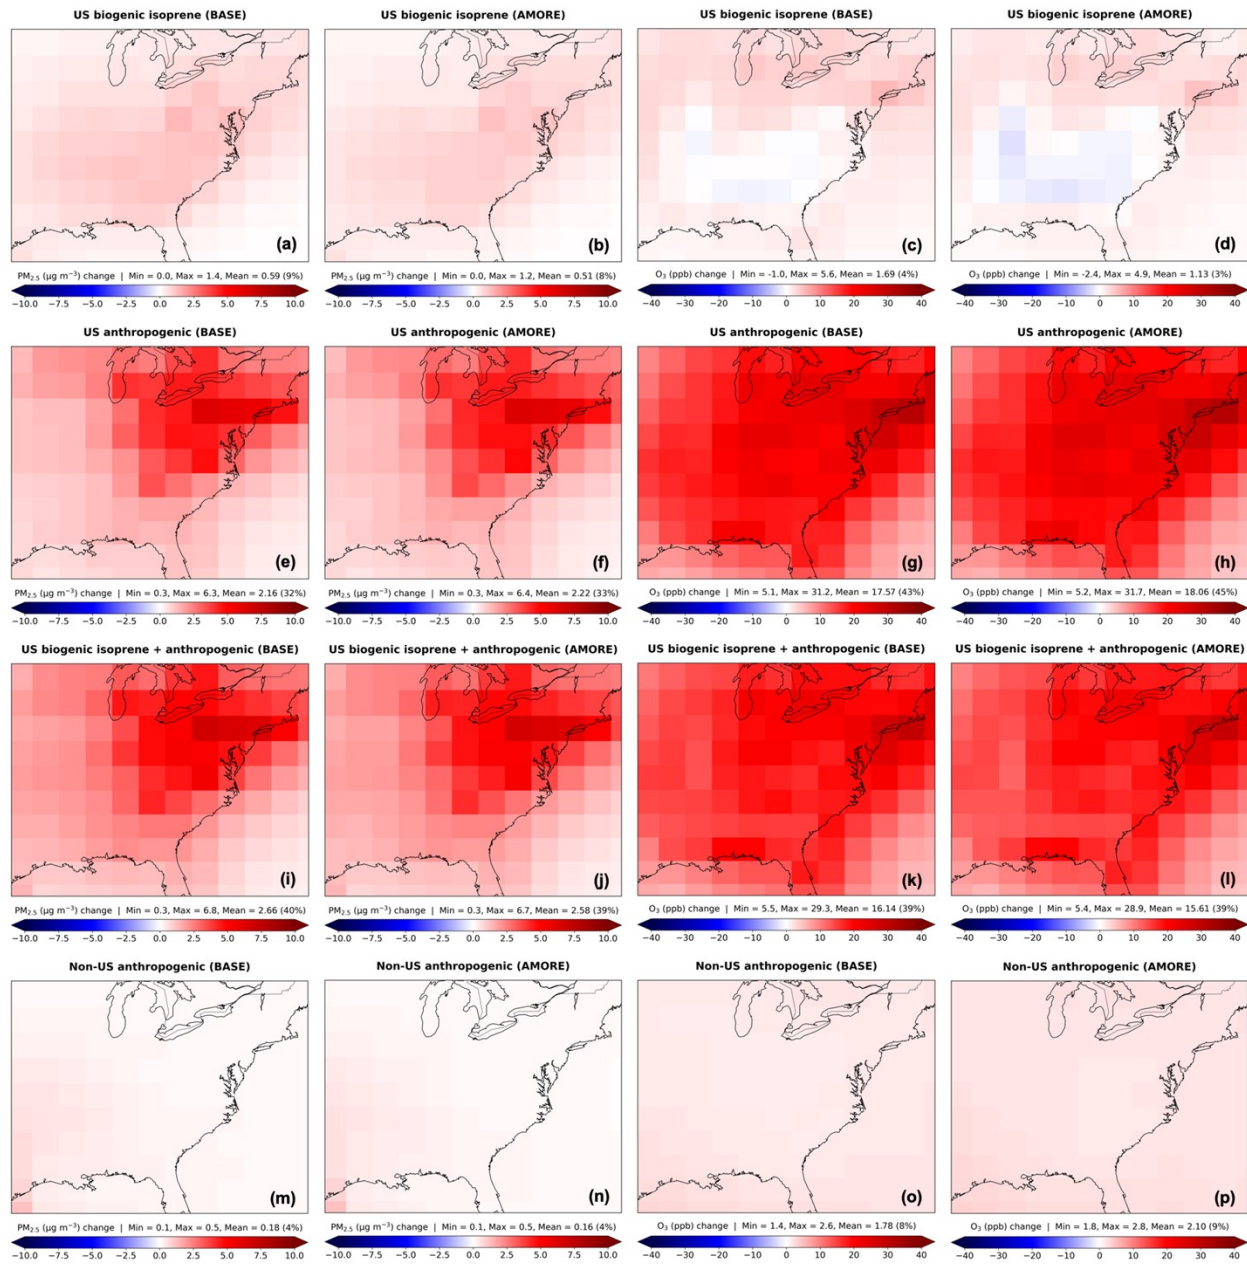 US biogenic isoprene (BASE)
US biogenic isoprene (AMORE)
US biogenic isoprene (BASE)
US biogenic isoprene (AMORE)
(a)
(b)
(c)
(d)
PM2.5 (μg m−3) change | Min = 0.0, Max = 1.4, Mean = 0.59 (9%)
PM2.5 (μg m−3) change | Min = 0.0, Max = 1.2, Mean = 0.51 (8%)
O3 (ppb) change | Min = -1.0, Max = 5.6, Mean = 1.69 (4%)
O3 (ppb) change | Min = -2.4, Max = 4.9, Mean = 1.13 (3%)
−10.0 −7.5 −5.0 −2.5 0.0 2.5 5.0 7.5 10.0
−10.0 −7.5 −5.0 −2.5 0.0 2.5 5.0 7.5 10.0
−40 −30 −20 −10 0 10 20 30 40
−40 −30 −20 −10 0 10 20 30 40
US anthropogenic (BASE)
US anthropogenic (AMORE)
US anthropogenic (BASE)
US anthropogenic (AMORE)
(e)
(f)
(g)
(h)
PM2.5 (μg m−3) change | Min = 0.3, Max = 6.3, Mean = 2.16 (32%)
PM2.5 (μg m−3) change | Min = 0.3, Max = 6.4, Mean = 2.22 (33%)
O3 (ppb) change | Min = 5.1, Max = 31.2, Mean = 17.57 (43%)
O3 (ppb) change | Min = 5.2, Max = 31.7, Mean = 18.06 (45%)
−10.0 −7.5 −5.0 −2.5 0.0 2.5 5.0 7.5 10.0
−10.0 −7.5 −5.0 −2.5 0.0 2.5 5.0 7.5 10.0
−40 −30 −20 −10 0 10 20 30 40
−40 −30 −20 −10 0 10 20 30 40
US biogenic isoprene + anthropogenic (BASE)
US biogenic isoprene + anthropogenic (AMORE)
US biogenic isoprene + anthropogenic (BASE)
US biogenic isoprene + anthropogenic (AMORE)
(i)
(j)
(k)
(l)
PM2.5 (μg m−3) change | Min = 0.3, Max = 6.8, Mean = 2.66 (40%)
PM2.5 (μg m−3) change | Min = 0.3, Max = 6.7, Mean = 2.58 (39%)
O3 (ppb) change | Min = 5.5, Max = 29.3, Mean = 16.14 (39%)
O3 (ppb) change | Min = 5.4, Max = 28.9, Mean = 15.61 (39%)
−10.0 −7.5 −5.0 −2.5 0.0 2.5 5.0 7.5 10.0
−10.0 −7.5 −5.0 −2.5 0.0 2.5 5.0 7.5 10.0
−40 −30 −20 −10 0 10 20 30 40
−40 −30 −20 −10 0 10 20 30 40
Non-US anthropogenic (BASE)
Non-US anthropogenic (AMORE)
Non-US anthropogenic (BASE)
Non-US anthropogenic (AMORE)
(m)
(n)
(o)
(p)
PM2.5 (μg m−3) change | Min = 0.1, Max = 0.5, Mean = 0.18 (4%)
PM2.5 (μg m−3) change | Min = 0.1, Max = 0.5, Mean = 0.16 (4%)
O3 (ppb) change | Min = 1.4, Max = 2.6, Mean = 1.78 (8%)
O3 (ppb) change | Min = 1.8, Max = 2.8, Mean = 2.10 (9%)
−10.0 −7.5 −5.0 −2.5 0.0 2.5 5.0 7.5 10.0
−10.0 −7.5 −5.0 −2.5 0.0 2.5 5.0 7.5 10.0
−40 −30 −20 −10 0 10 20 30 40
−40 −30 −20 −10 0 10 20 30 40